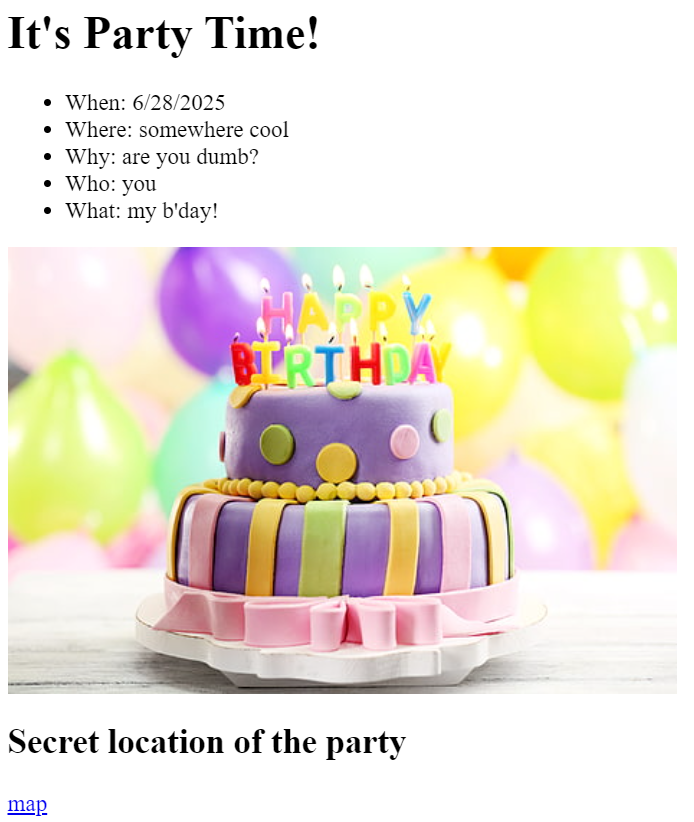 It's Party Time!
When: 6/28/2025
Where: somewhere cool
Why: are you dumb?
Who: you
What: my b'day!
HAPPY
BIRTHDAY
Secret location of the party
map